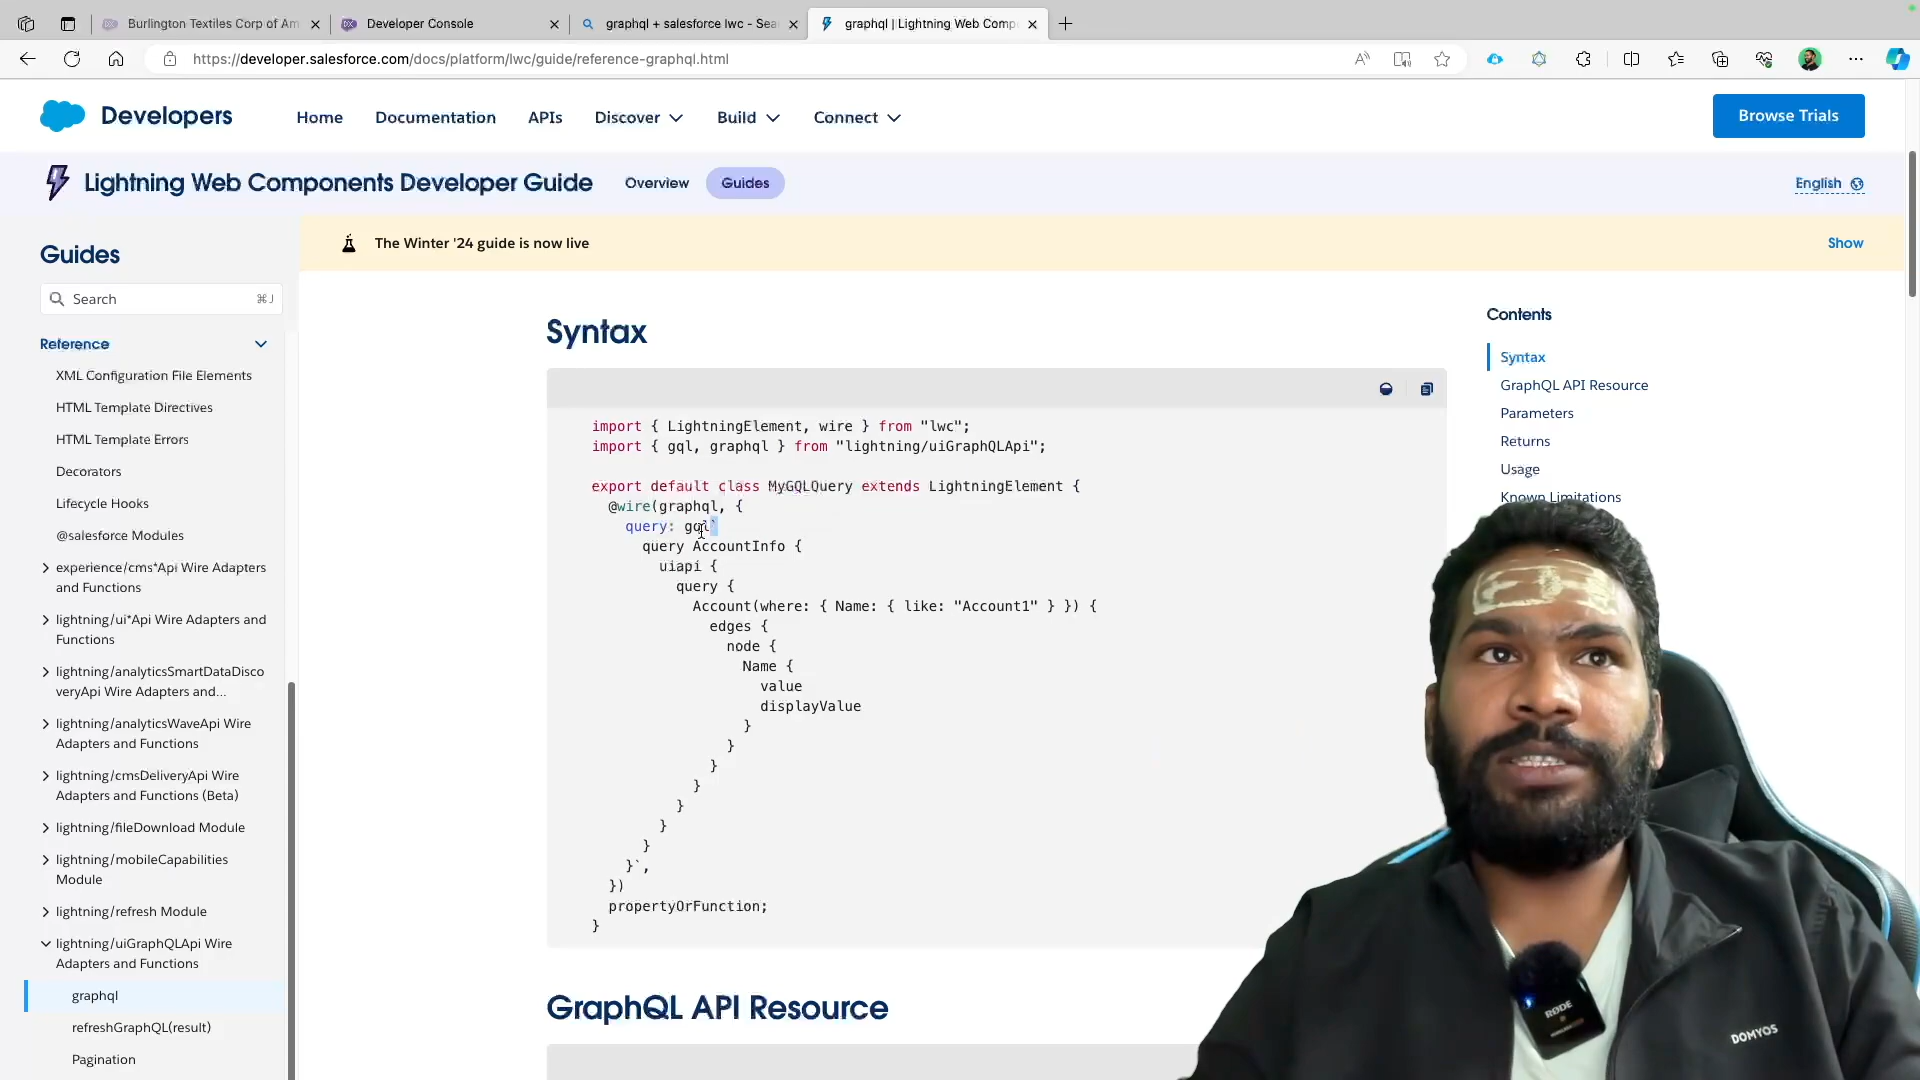 Burlington Textiles Corp of Am
Developer Console
graphql + salesforce lwc - Sea
graphql | Lightning Web Comp
https://developer.salesforce.com/docs/platform/lwc/guide/reference-graphql.html
Developers
Home
Documentation
APIs
Discover
Build
Connect
Browse Trials
Lightning Web Components Developer Guide
Overview
Guides
English
The Winter '24 guide is now live
Show
Guides
Search
⌘J
Reference
XML Configuration File Elements
HTML Template Directives
HTML Template Errors
Decorators
Lifecycle Hooks
@salesforce Modules
experience/cms*Api Wire Adapters
and Functions
lightning/ui*Api Wire Adapters and
Functions
lightning/analyticsSmartDataDisco
veryApi Wire Adapters and...
lightning/analyticsWaveApi Wire
Adapters and Functions
lightning/cmsDeliveryApi Wire
Adapters and Functions (Beta)
lightning/fileDownload Module
lightning/mobileCapabilities
Module
lightning/refresh Module
lightning/uiGraphQLApi Wire
Adapters and Functions
graphql
refreshGraphQL(result)
Pagination
Syntax
import { LightningElement, wire } from "lwc";
import { gql, graphql } from "lightning/uiGraphQLApi";
export default class MyGQLQuery extends LightningElement {
@wire(graphql, {
query: gql`
query AccountInfo {
uiapi {
query {
Account(where: { Name: { like: "Account1" } }) {
edges {
node {
Name {
value
displayValue
}
}
}
}
}
}
}
}`,
})
propertyOrFunction;
}
GraphQL API Resource
Contents
Syntax
GraphQL API Resource
Parameters
Returns
Usage
Known Limitations
RØDE
DOMYOS